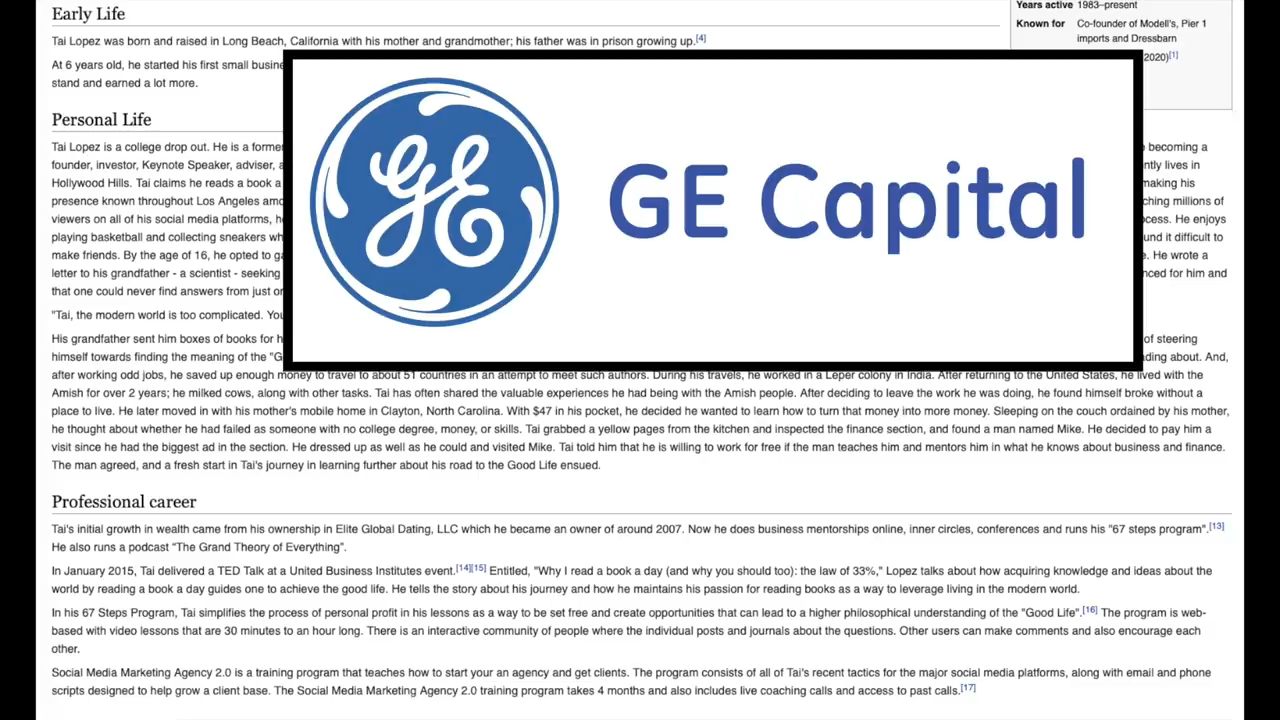 Early Life
Years active 1983–present
Known for Co-founder of Modell's, Pier 1
imports and Dressbarn
Tai Lopez was born and raised in Long Beach, California with his mother and grandmother; his father was in prison growing up.[4]
2020)[1]
At 6 years old, he started his first small busine
stand and earned a lot more.
GE GE Capital
Personal Life
Tai Lopez is a college drop out. He is a forme
becoming a
founder, investor, Keynote Speaker, adviser, a
ntly lives in
Hollywood Hills. Tai claims he reads a book a
making his
presence known throughout Los Angeles amo
ching millions of
viewers on all of his social media platforms, h
ocess. He enjoys
playing basketball and collecting sneakers wh
und it difficult to
make friends. By the age of 16, he opted to ga
. He wrote a
letter to his grandfather - a scientist - seeking
nced for him and
that one could never find answers from just or
"Tai, the modern world is too complicated. You
His grandfather sent him boxes of books for h
of steering
himself towards finding the meaning of the "G
ading about. And,
after working odd jobs, he saved up enough money to travel to about 51 countries in an attempt to meet such authors. During his travels, he worked in a Leper colony in India. After returning to the United States, he lived with the
Amish for over 2 years; he milked cows, along with other tasks. Tai has often shared the valuable experiences he had being with the Amish people. After deciding to leave the work he was doing, he found himself broke without a
place to live. He later moved in with his mother's mobile home in Clayton, North Carolina. With $47 in his pocket, he decided he wanted to learn how to turn that money into more money. Sleeping on the couch ordained by his mother,
he thought about whether he had failed as someone with no college degree, money, or skills. Tai grabbed a yellow pages from the kitchen and inspected the finance section, and found a man named Mike. He decided to pay him a
visit since he had the biggest ad in the section. He dressed up as well as he could and visited Mike. Tai told him that he is willing to work for free if the man teaches him and mentors him in what he knows about business and finance.
The man agreed, and a fresh start in Tai's journey in learning further about his road to the Good Life ensued.
Professional career
Tai's initial growth in wealth came from his ownership in Elite Global Dating, LLC which he became an owner of around 2007. Now he does business mentorships online, inner circles, conferences and runs his "67 steps program".[13]
He also runs a podcast "The Grand Theory of Everything".
In January 2015, Tai delivered a TED Talk at a United Business Institutes event.[14][15] Entitled, "Why I read a book a day (and why you should too): the law of 33%," Lopez talks about how acquiring knowledge and ideas about the
world by reading a book a day guides one to achieve the good life. He tells the story about his journey and how he maintains his passion for reading books as a way to leverage living in the modern world.
In his 67 Steps Program, Tai simplifies the process of personal profit in his lessons as a way to be set free and create opportunities that can lead to a higher philosophical understanding of the "Good Life".[16] The program is web-
based with video lessons that are 30 minutes to an hour long. There is an interactive community of people where the individual posts and journals about the questions. Other users can make comments and also encourage each
other.
Social Media Marketing Agency 2.0 is a training program that teaches how to start your an agency and get clients. The program consists of all of Tai's recent tactics for the major social media platforms, along with email and phone
scripts designed to help grow a client base. The Social Media Marketing Agency 2.0 training program takes 4 months and also includes live coaching calls and access to past calls.[17]